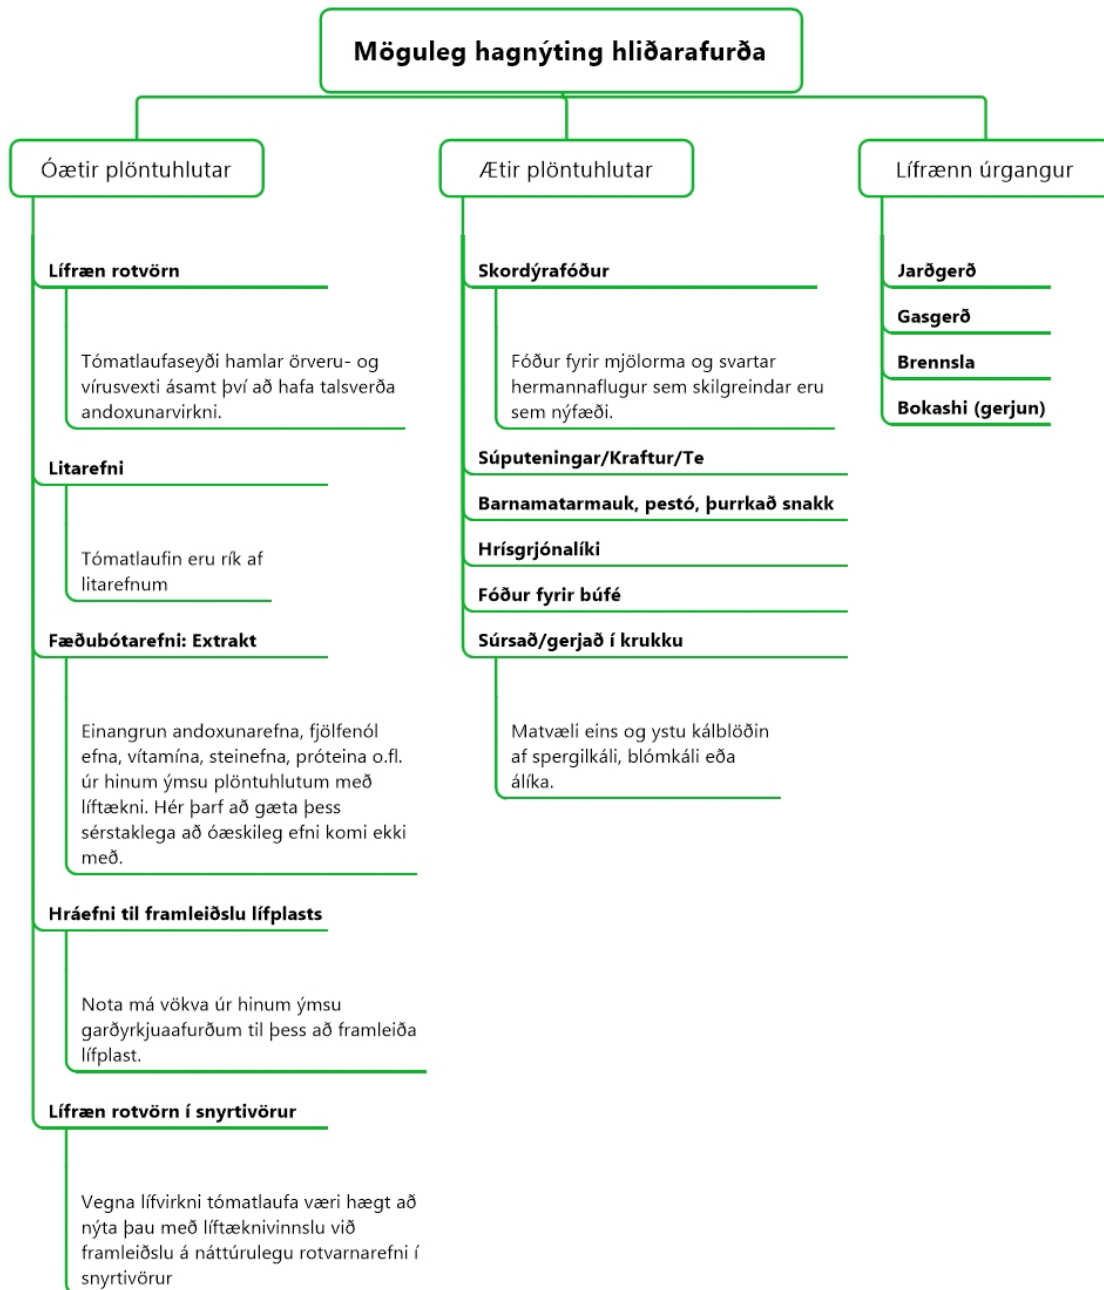 Möguleg hagnýting hliðarafurða
Óætir plöntuhlutar
Lífræn rotvörn
Tómatlaufaseyði hamlar örveru- og
vírusvexti ásamt því að hafa talsverða
andoxunarvirkni.
Litarefni
Tómatlaufin eru rík af
litarefnum
Fæðubótarefni: Extrakt
Einangrun andoxunarefna, fjölfenól
efna, vítamína, steinefna, próteina o.fl.
úr hinum ýmsu plöntuhlutum með
líftækni. Hér þarf að gæta þess
sérstaklega að óæskileg efni komi ekki
með.
Hráefni til framleiðslu lífplasts
Nota má vökva úr hinum ýmsu
garðyrkjuaafurðum til þess að framleiða
lífplast.
Lífræn rotvörn í snyrtivörur
Vegna lífvirkni tómatlaufa væri hægt að
nýta þau með líftæknivinnslu við
framleiðslu á náttúrulegu rotvarnarefni í
snyrtivörur
Ætir plöntuhlutar
Skordýrafóður
Fóður fyrir mjölorma og svartar
hermannaflugur sem skilgreindar eru
sem nýfæði.
Súputeningar/Kraftur/Te
Barnamatarmauk, pestó, þurrkað snakk
Hrísgrjónalíki
Fóður fyrir búfé
Súrsað/gerjað í krukku
Matvæli eins og ystu kálblöðin
af spergilkáli, blómkáli eða
álíka.
Lífrænn úrgangur
Jarðgerð
Gasgerð
Brennsla
Bokashi (gerjun)